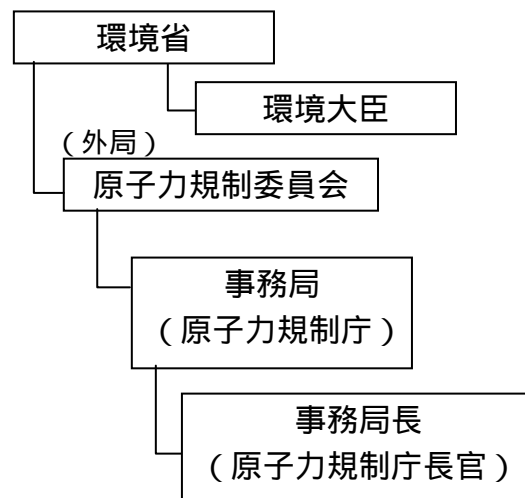 環境省
環境大臣
（外局）
原子力規制委員会
事務局
（原子力規制庁）
事務局長
（原子力規制庁長官）